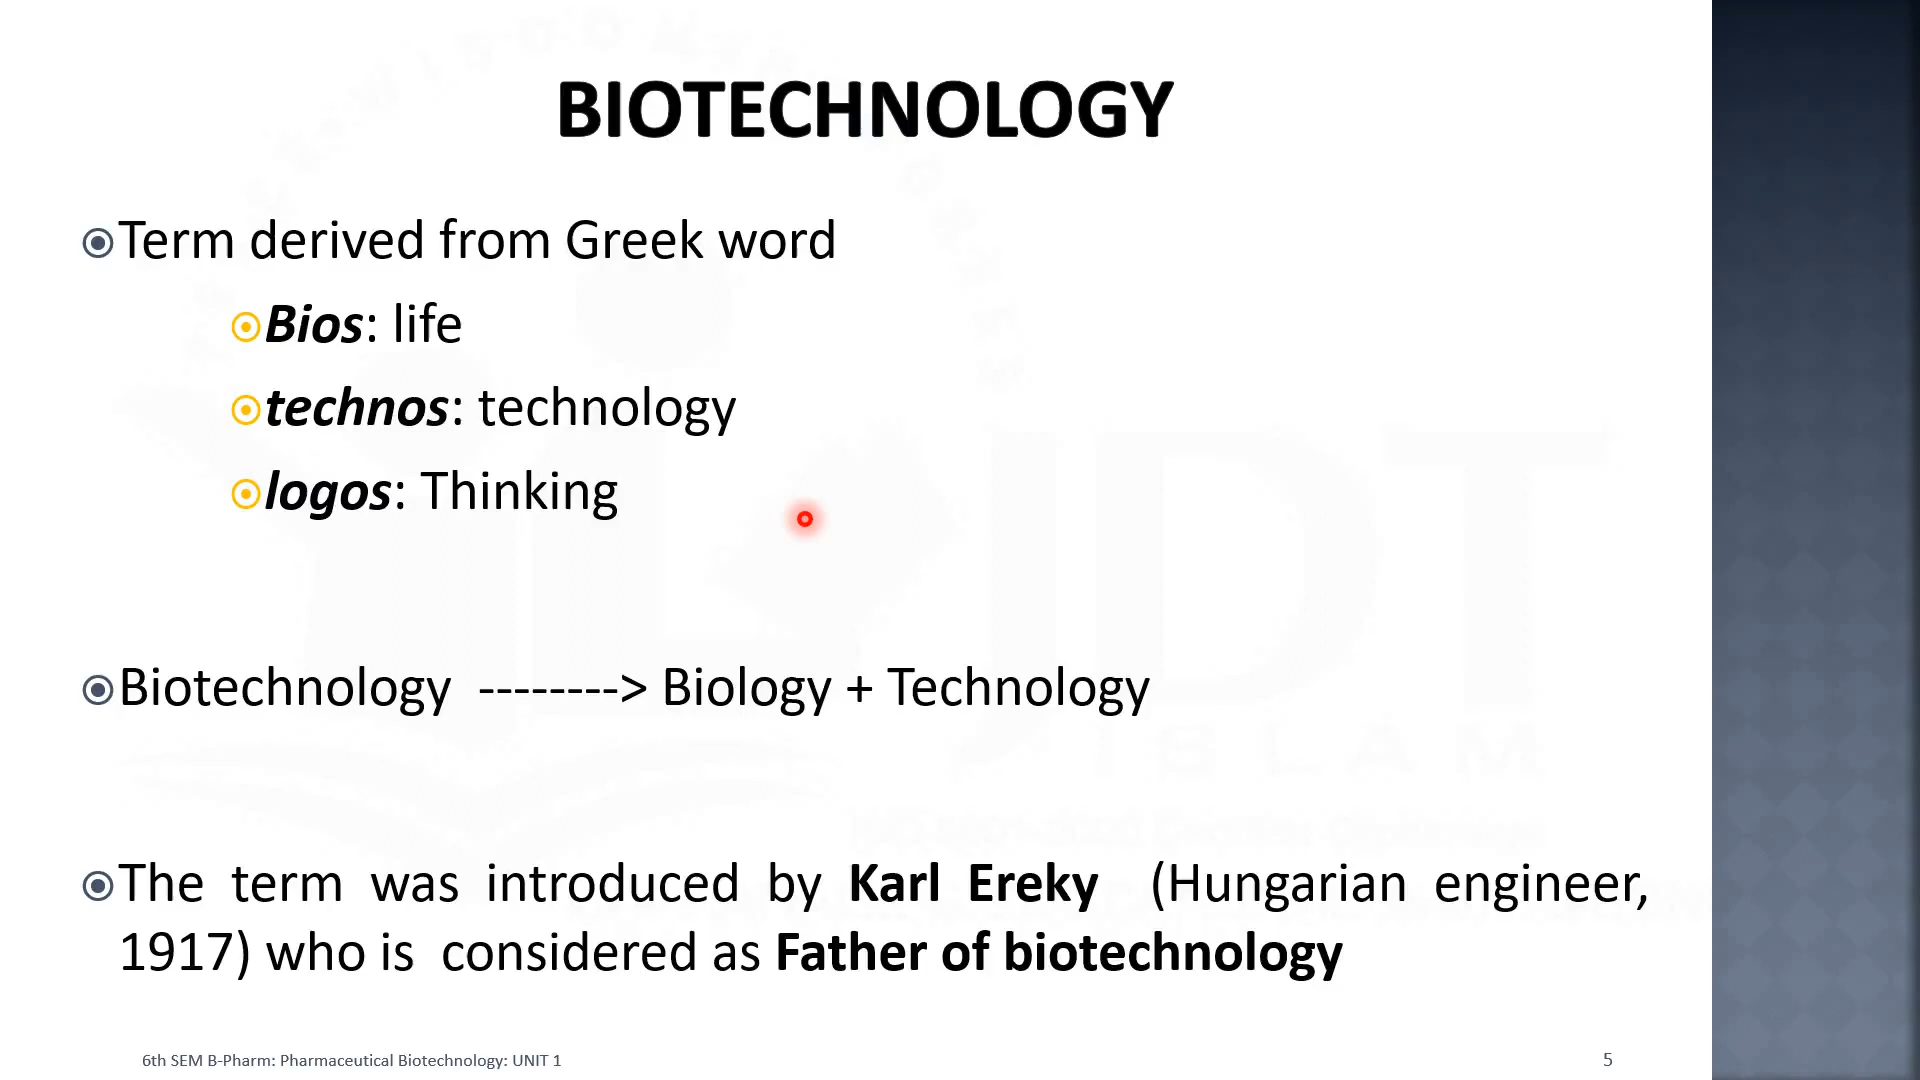 BIOTECHNOLOGY
Term derived from Greek word
Bios: life
technos: technology
logos: Thinking
Biotechnology --------> Biology + Technology
The term was introduced by Karl Ereky (Hungarian engineer,
1917) who is considered as Father of biotechnology
6th SEM B-Pharm: Pharmaceutical Biotechnology: UNIT 1
5
JDT
ISLAM